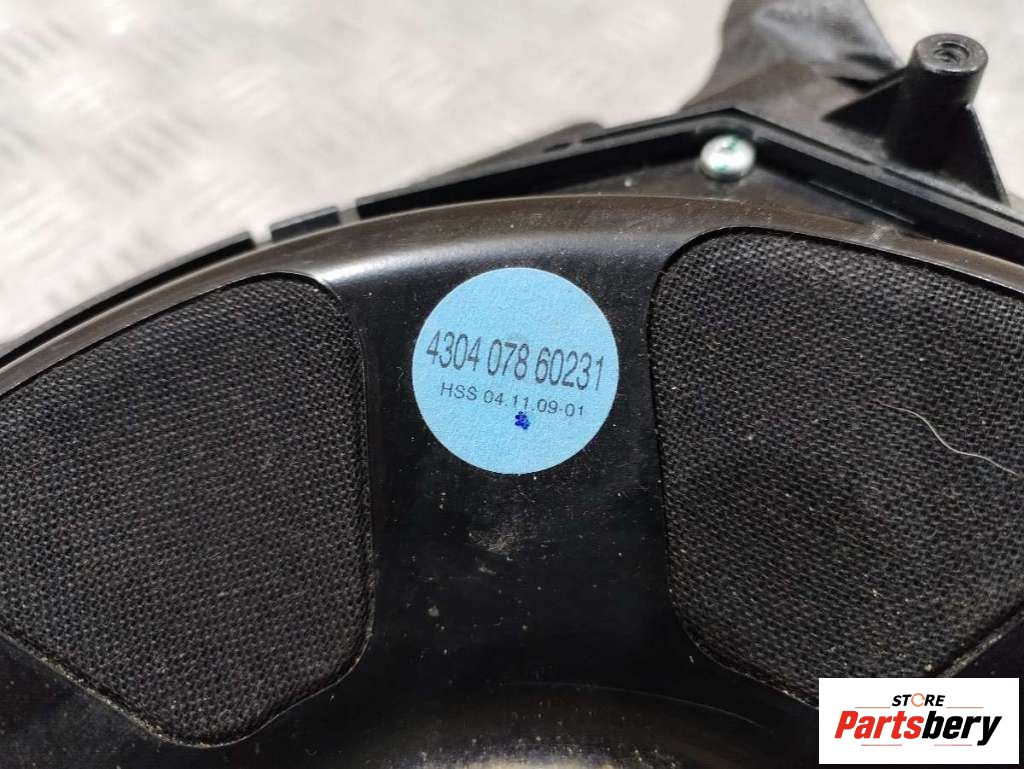 4304 078 60231
HSS 04.11.09-01
STORE
Partsbery